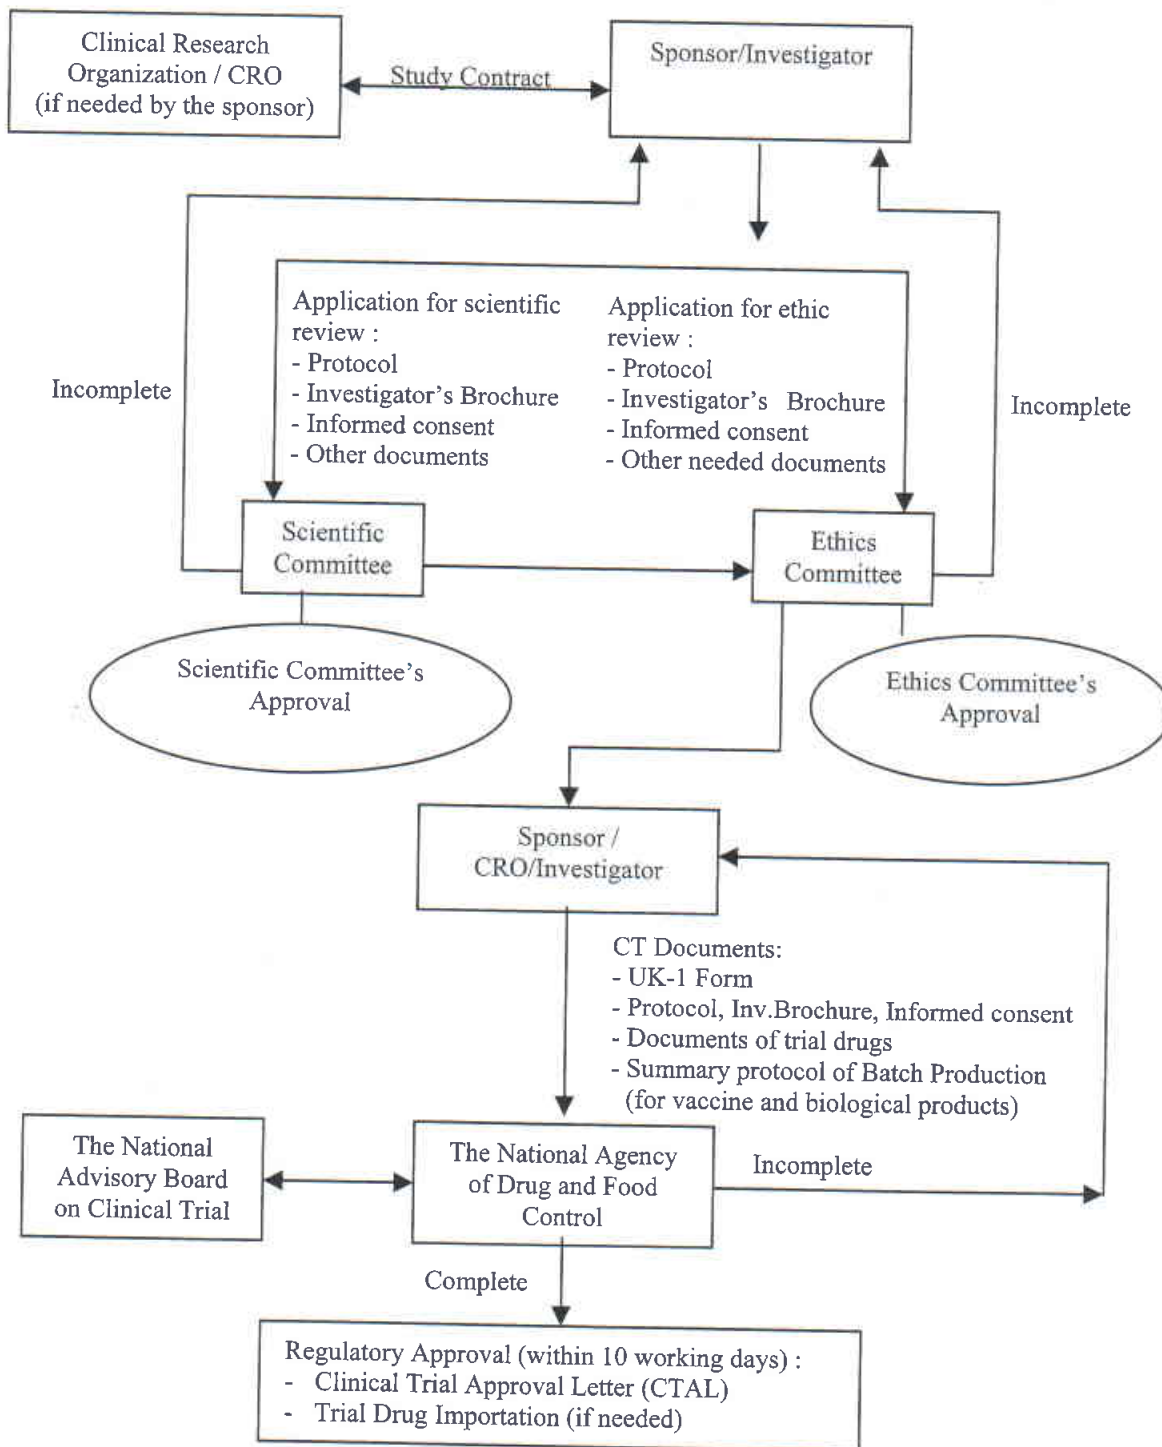 Clinical Research
Organization / CRO
(if needed by the sponsor)
Study Contract
Sponsor/Investigator
Incomplete
Application for scientific
review :
- Protocol
- Investigator's Brochure
- Informed consent
- Other documents
Application for ethic
review :
- Protocol
- Investigator's Brochure
- Informed consent
- Other needed documents
Incomplete
Scientific
Committee
Ethics
Committee
Scientific Committee's
Approval
Ethics Committee's
Approval
Sponsor /
CRO/Investigator
CT Documents:
- UK-1 Form
- Protocol, Inv.Brochure, Informed consent
- Documents of trial drugs
- Summary protocol of Batch Production
(for vaccine and biological products)
The National
Advisory Board
on Clinical Trial
The National Agency
of Drug and Food
Control
Incomplete
Complete
Regulatory Approval (within 10 working days) :
- Clinical Trial Approval Letter (CTAL)
- Trial Drug Importation (if needed)